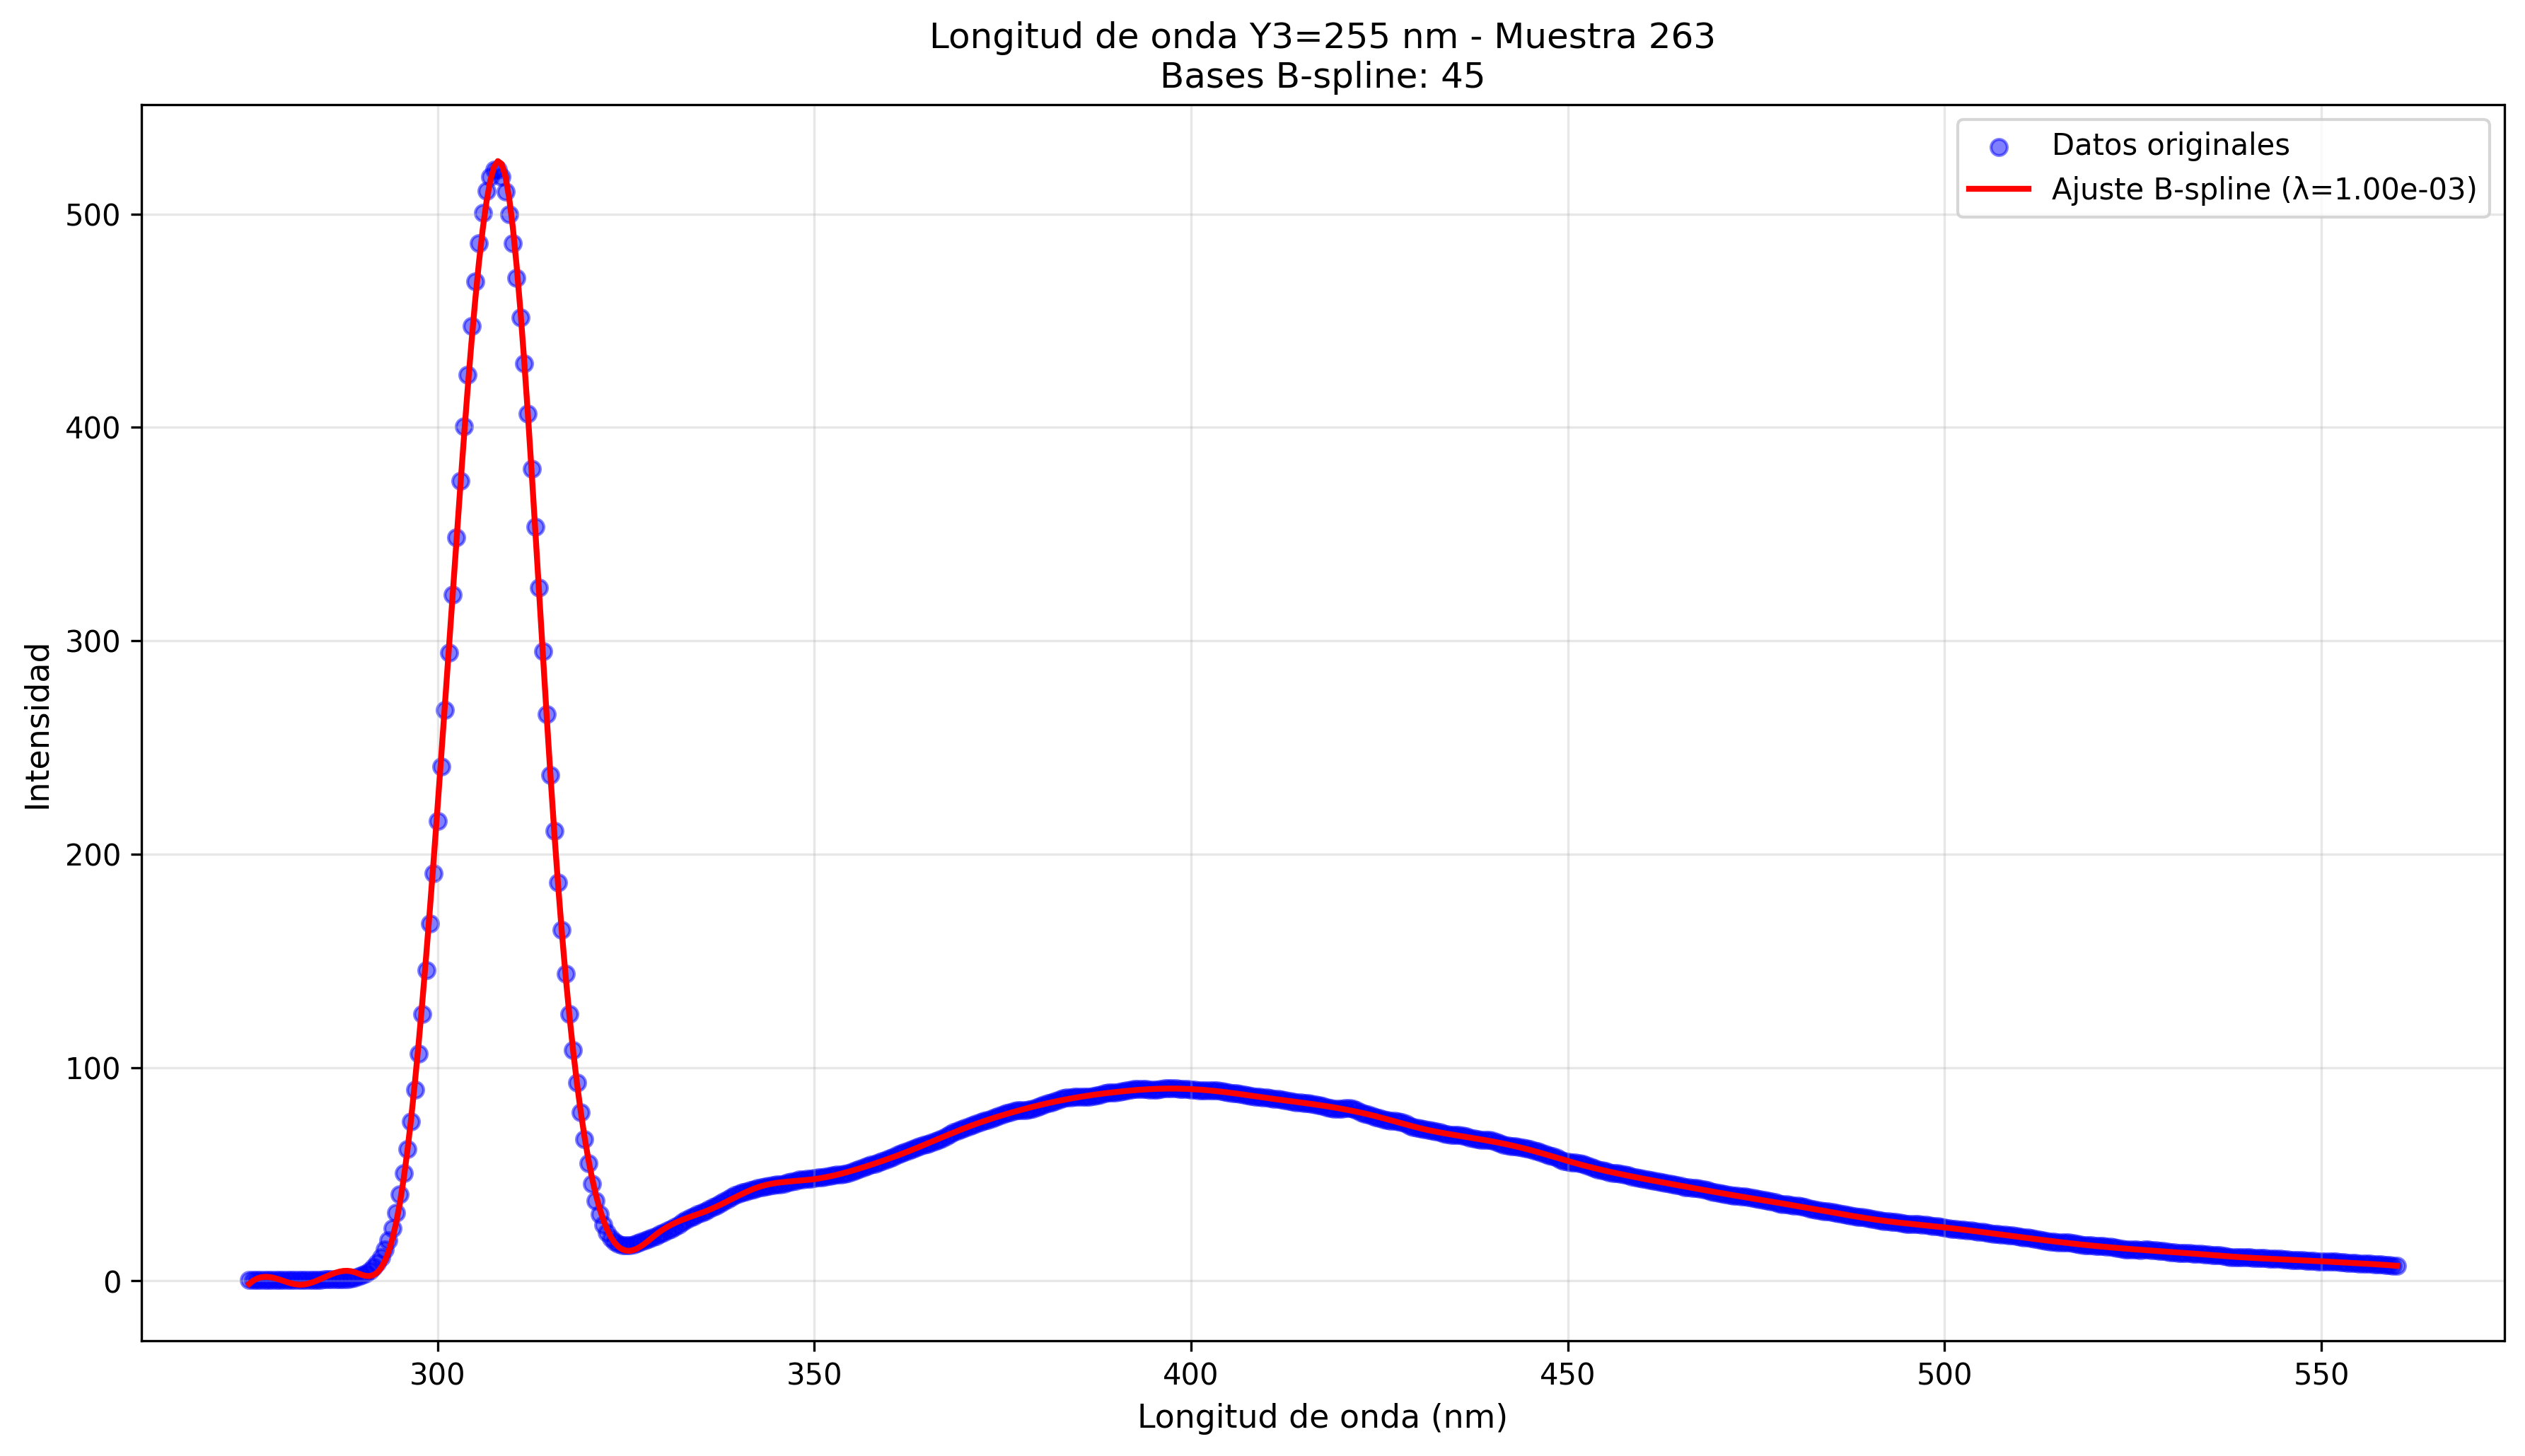 Longitud de onda Y3=255 nm - Muestra 263
Bases B-spline: 45
Datos originales
Ajuste B-spline (λ=1.00e-03)
500
400
300
200
100
0
Intensidad
300 350 400 450 500 550
Longitud de onda (nm)